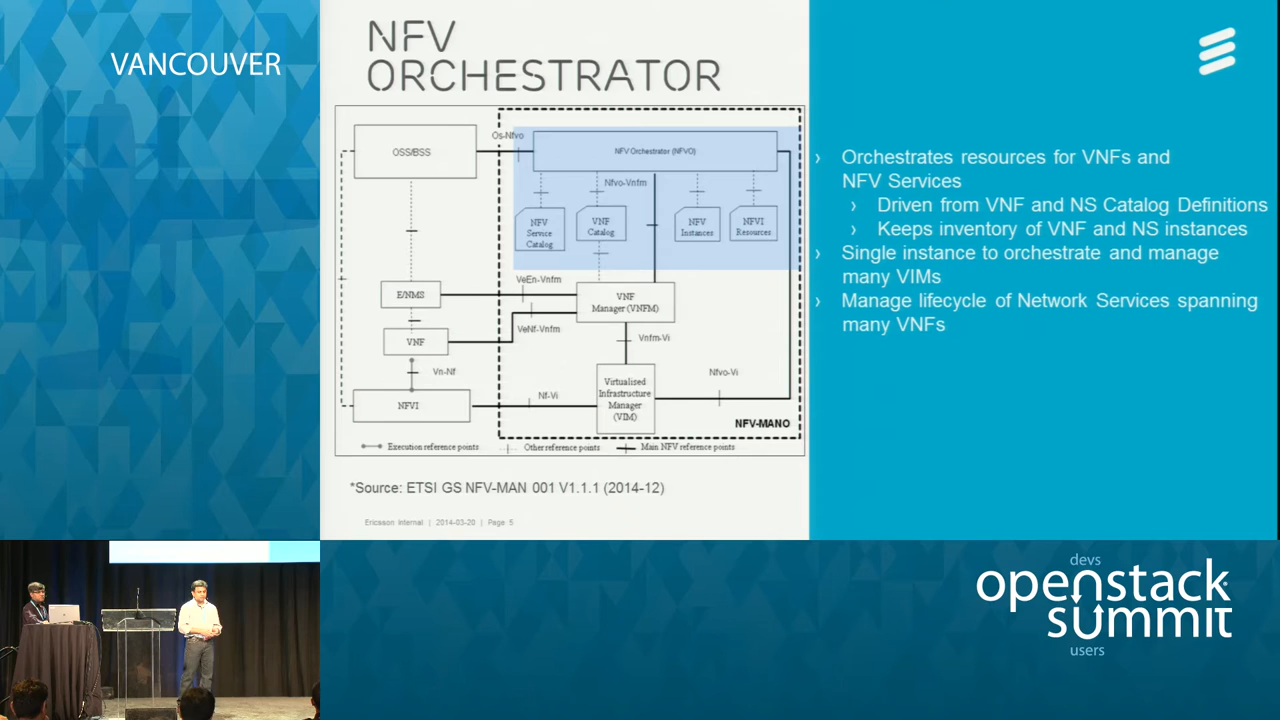 VANCOUVER
NFV
ORCHESTRATOR
OSS/BSS
Os-Nfvo
NFV Orchestrator (NFVO)
Nfvo-Vnfm
NFV
Service
Catalog
VNF
Catalog
NFV
Instances
NFVI
Resources
E/NMS
VeEn-Vnfm
VNF
Manager (VNFM)
VNF
VeNf-Vnfm
Vnfm-Vi
Vn-Nf
Virtualised
Infrastructure
Manager
(VIM)
Nfvo-Vi
NFVI
Nf-Vi
NFV-MANO
Execution reference points
Other reference points
Main NFV reference points
*Source: ETSI GS NFV-MAN 001 V1.1.1 (2014-12)
Ericsson Internal | 2014-03-20 | Page 5
› Orchestrates resources for VNFs and
NFV Services
› Driven from VNF and NS Catalog Definitions
› Keeps inventory of VNF and NS instances
› Single instance to orchestrate and manage
many VIMs
› Manage lifecycle of Network Services spanning
many VNFs
devs
openstack
summit
users